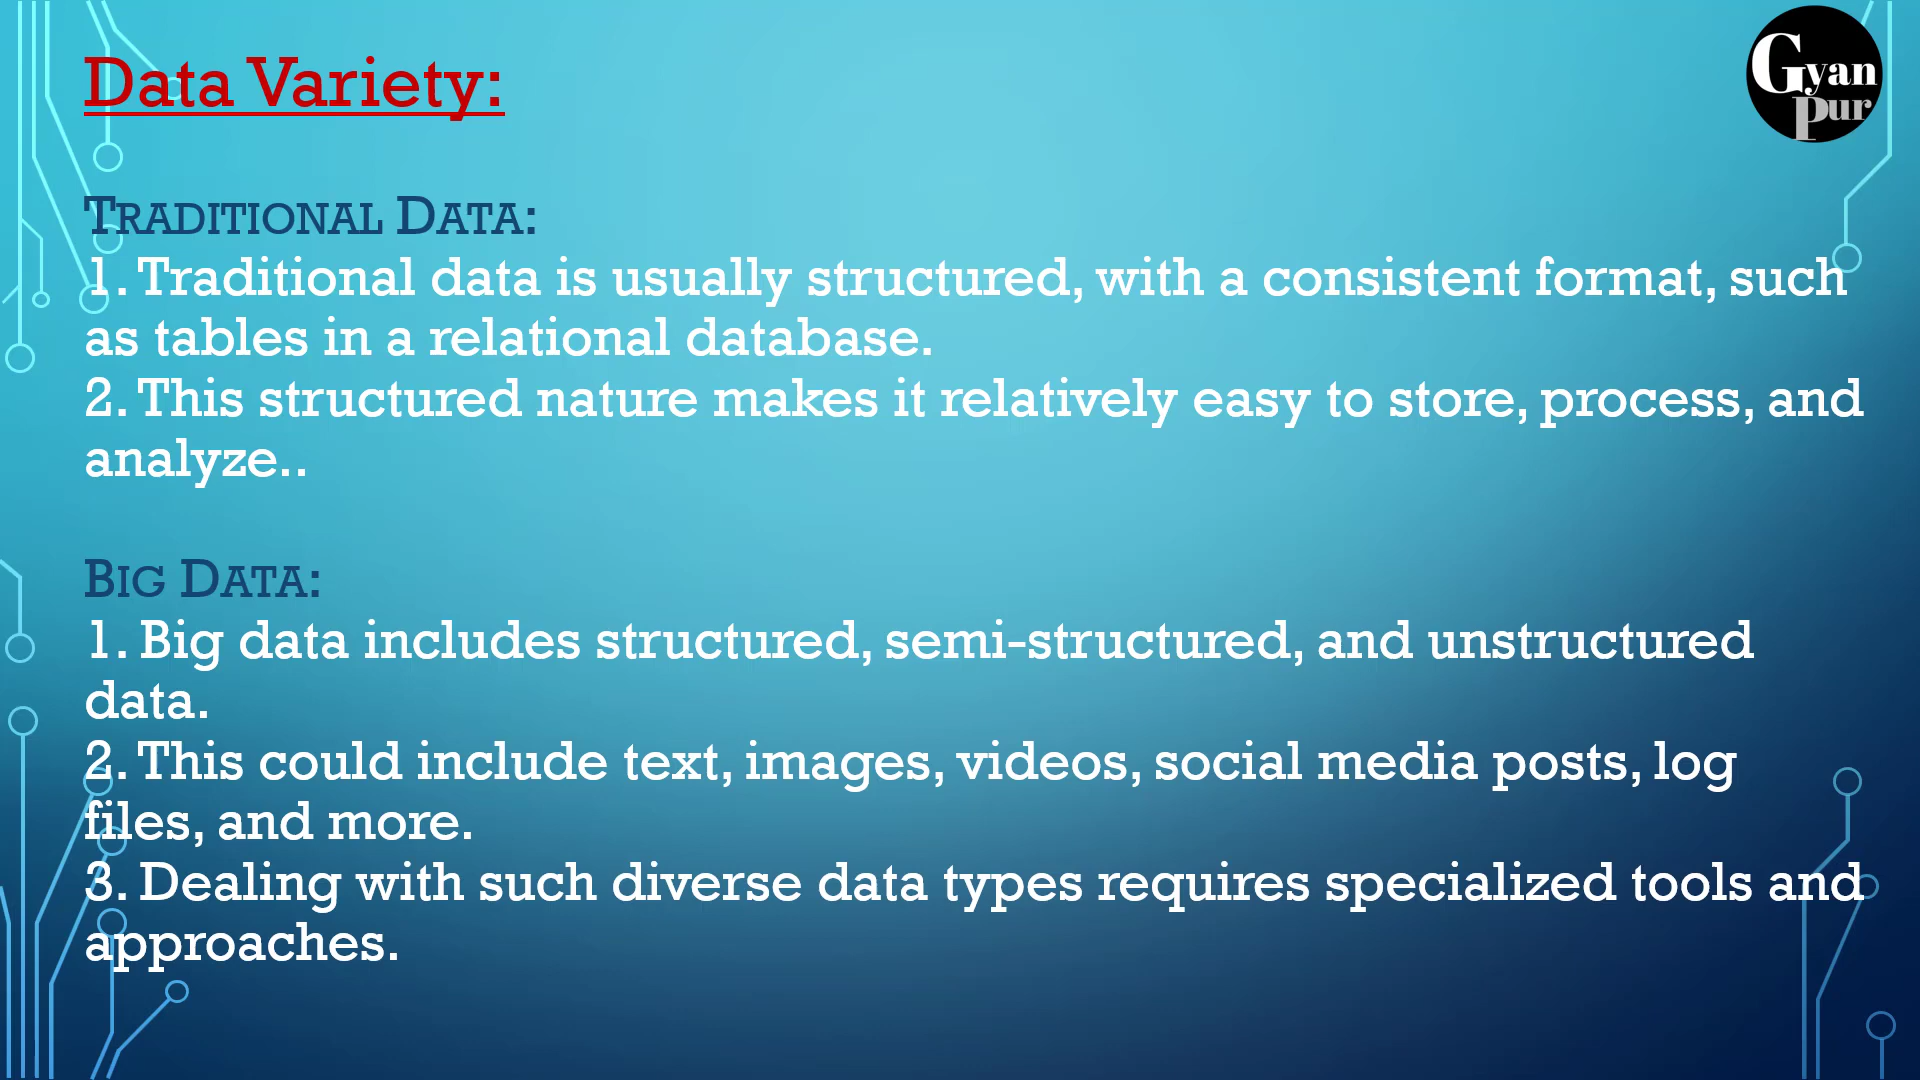 Data Variety:
Gyan
Pur
Traditional Data:
1. Traditional data is usually structured, with a consistent format, such
as tables in a relational database.
2. This structured nature makes it relatively easy to store, process, and
analyze..
Big Data:
1. Big data includes structured, semi-structured, and unstructured
data.
2. This could include text, images, videos, social media posts, log
files, and more.
3. Dealing with such diverse data types requires specialized tools and
approaches.